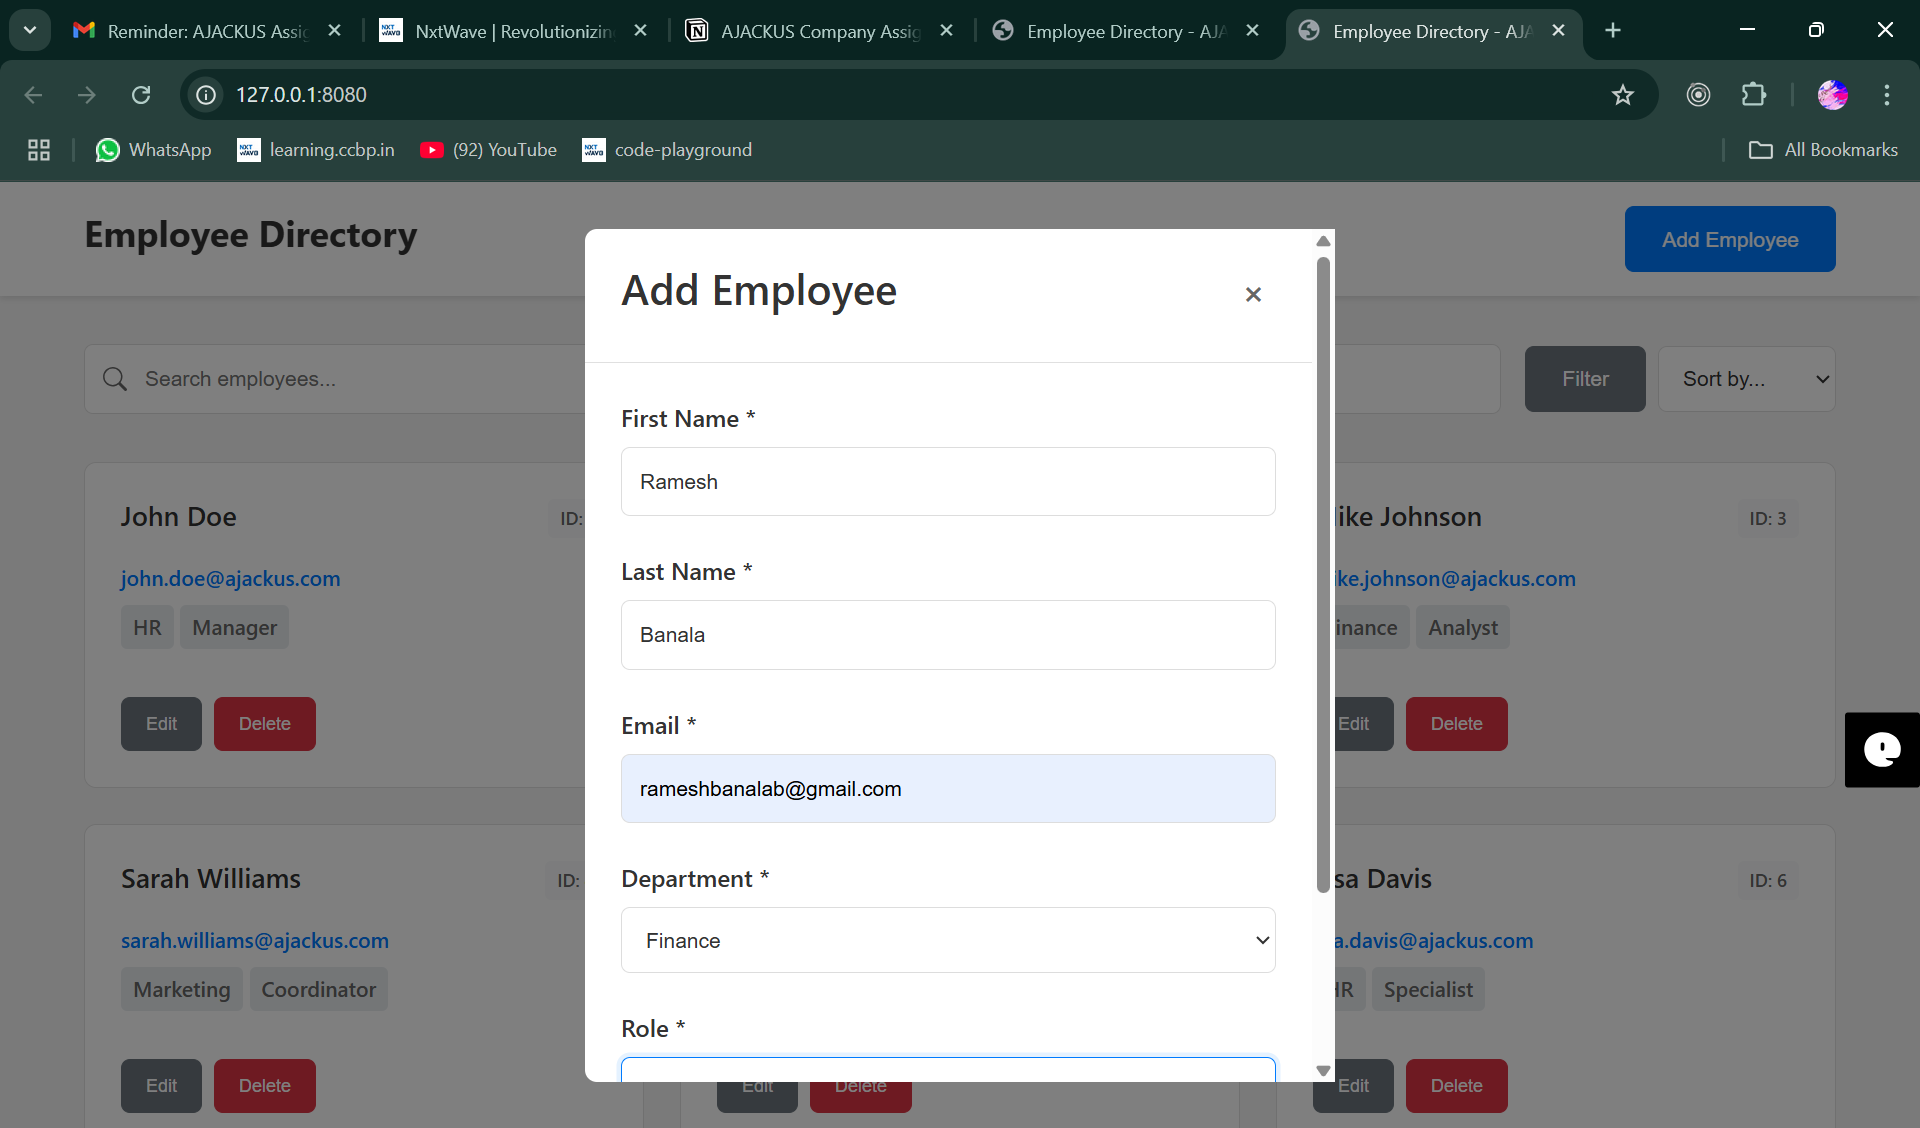 Reminder: AJACKUS Assig
NxtWave | Revolutionizin
AJACKUS Company Assig
Employee Directory - AJA
Employee Directory - AJA
127.0.0.1:8080
WhatsApp
learning.ccbp.in
(92) YouTube
code-playground
All Bookmarks
Employee Directory
Add Employee
Add Employee
×
Search employees...
Filter
Sort by...
First Name *
Ramesh
Last Name *
Banala
Email *
rameshbanalab@gmail.com
Department *
Finance
Role *
John Doe
ID:
john.doe@ajackus.com
HR
Manager
Edit
Delete
ike Johnson
ID: 3
ike.johnson@ajackus.com
inance
Analyst
Edit
Delete
Sarah Williams
ID:
sarah.williams@ajackus.com
Marketing
Coordinator
Edit
Delete
Edit
Delete
sa Davis
ID: 6
a.davis@ajackus.com
HR
Specialist
Edit
Delete